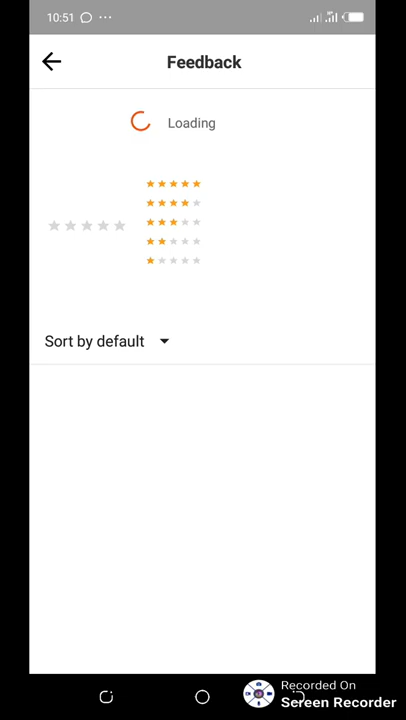 10:51
Feedback
Loading
Sort by default
Recorded On
Screen Recorder